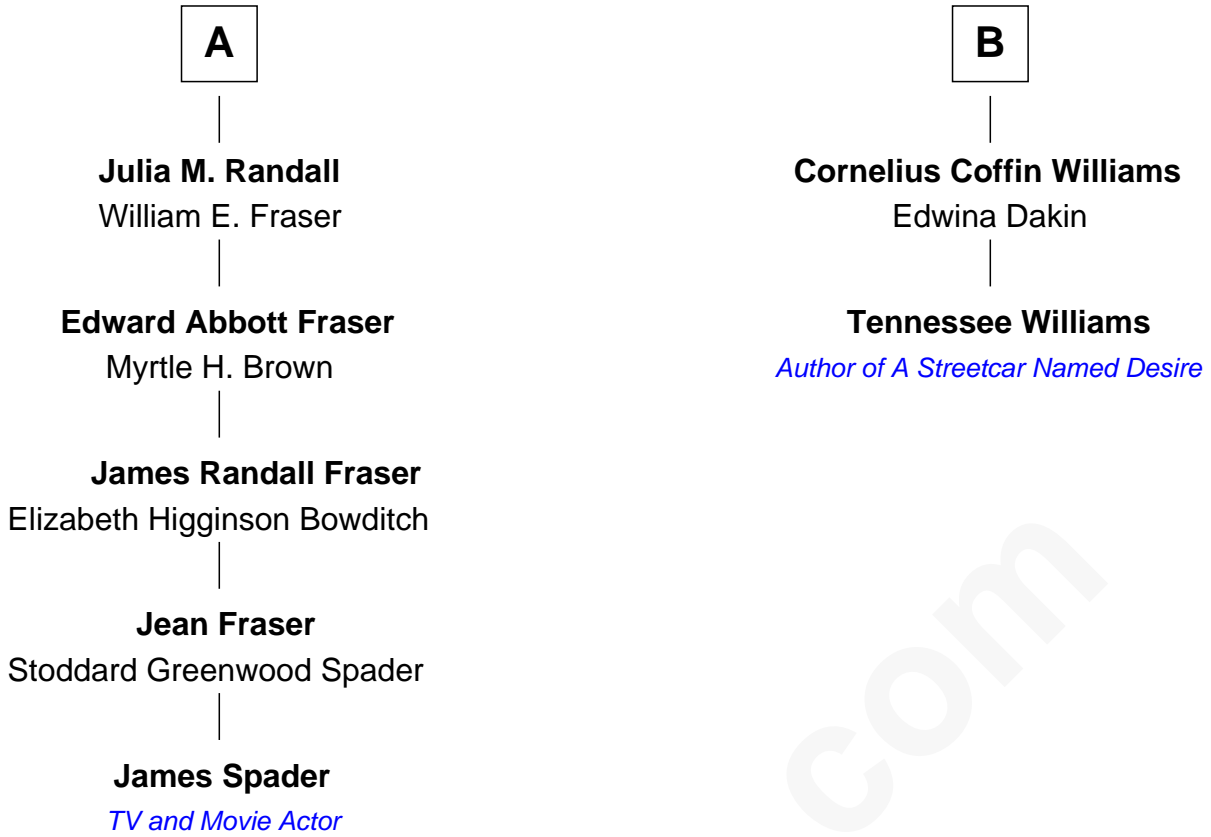 A
Julia M. Randall
William E. Fraser
Edward Abbott Fraser
Myrtle H. Brown
James Randall Fraser
Elizabeth Higginson Bowditch
Jean Fraser
Stoddard Greenwood Spader
James Spader
TV and Movie Actor
B
Cornelius Coffin Williams
Edwina Dakin
Tennessee Williams
Author of A Streetcar Named Desire
com